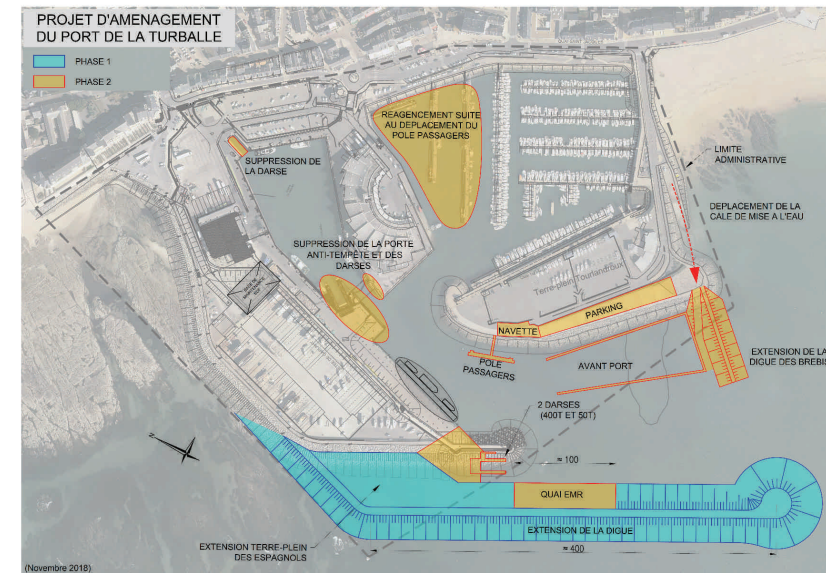 PROJET D'AMENAGEMENT
DU PORT DE LA TURBALLE
PHASE 1
PHASE 2
REAGENCEMENT SUITE
AU DEPLACEMENT DU
POLE PASSAGERS
SUPPRESSION DE
LA DARSE
LIMITE
ADMINISTRATIVE
DEPLACEMENT DE LA
CALE DE MISE A L'EAU
SUPPRESSION DE LA PORTE
ANTI-TEMPÊTE ET DES
DARSES
Terre-plein Tourlandroux
PARKING
NAVETTE
POLE
PASSAGERS
AVANT PORT
EXTENSION DE LA
DIGUE DES BREBIS
2 DARSES
(400T ET 50T)
≈ 100
QUAI EMR
EXTENSION DE LA DIGUE
≈ 400
EXTENSION TERRE-PLEIN
DES ESPAGNOLS
N
(Novembre 2018)